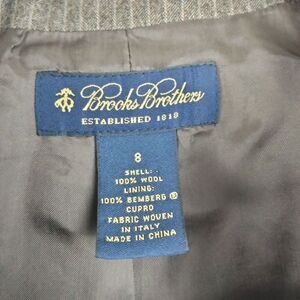 Brooks Brothers
ESTABLISHED 1818
8
SHELL:
100% WOOL
LINING:
100% BEMBERG ®
CUPRO
FABRIC WOVEN
IN ITALY
MADE IN CHINA